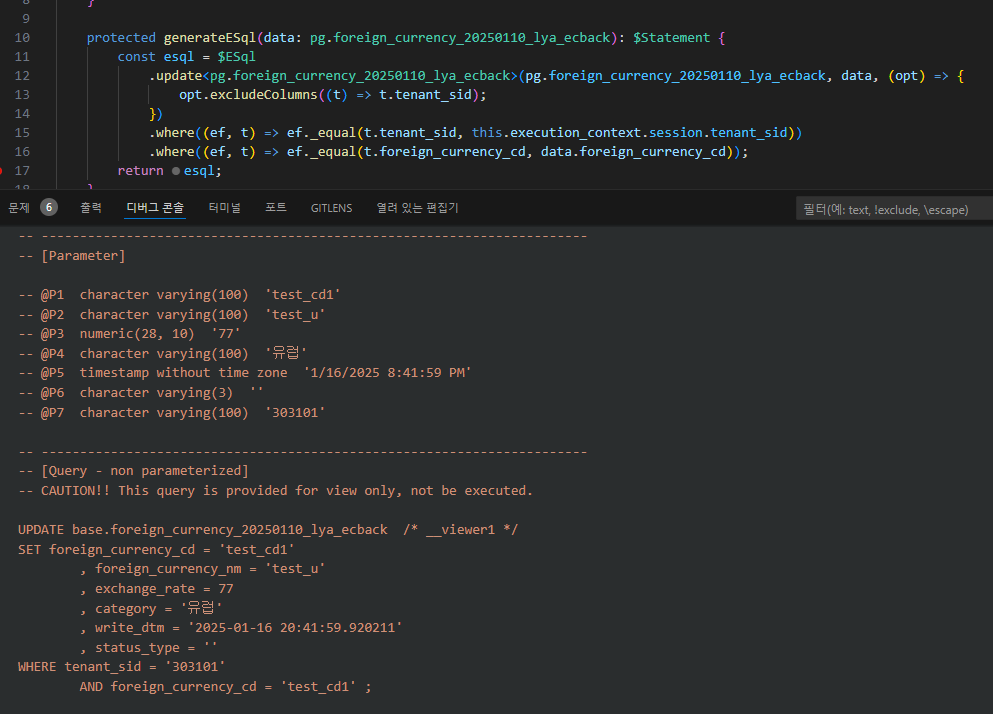 8 }
9
10 protected generateESql(data: pg.foreign_currency_20250110_lya_ecback): $Statement {
11 const esql = $ESql
12 .update<pg.foreign_currency_20250110_lya_ecback>(pg.foreign_currency_20250110_lya_ecback, data, (opt) => {
13 opt.excludeColumns((t) => t.tenant_sid);
14 })
15 .where((ef, t) => ef._equal(t.tenant_sid, this.execution_context.session.tenant_sid))
16 .where((ef, t) => ef._equal(t.foreign_currency_cd, data.foreign_currency_cd));
17 return esql;
18 }
문제 6 출력 디버그 콘솔 터미널 포트 GITLENS 열려 있는 편집기 필터(예: text, !exclude, \escape)
-- ----------------------------------------------------------------------
-- [Parameter]
-- @P1 character varying(100) 'test_cd1'
-- @P2 character varying(100) 'test_u'
-- @P3 numeric(28, 10) '77'
-- @P4 character varying(100) '유럽'
-- @P5 timestamp without time zone '1/16/2025 8:41:59 PM'
-- @P6 character varying(3) ''
-- @P7 character varying(100) '303101'
-- ----------------------------------------------------------------------
-- [Query - non parameterized]
-- CAUTION!! This query is provided for view only, not be executed.
UPDATE base.foreign_currency_20250110_lya_ecback /* __viewer1 */
SET foreign_currency_cd = 'test_cd1'
, foreign_currency_nm = 'test_u'
, exchange_rate = 77
, category = '유럽'
, write_dtm = '2025-01-16 20:41:59.920211'
, status_type = ''
WHERE tenant_sid = '303101'
AND foreign_currency_cd = 'test_cd1' ;